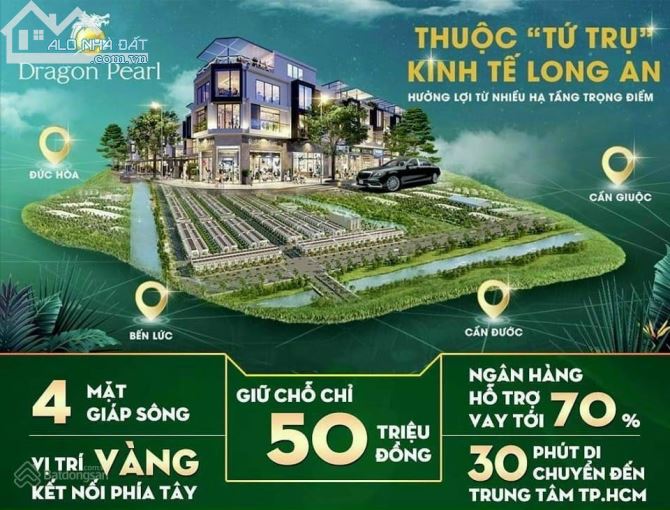 ALO NHÀ ĐẤT
.com.vn
Dragon Pearl
THUỘC “TỨ TRỤ”
KINH TẾ LONG AN
HƯỞNG LỢI TỪ NHIỀU HẠ TẦNG TRỌNG ĐIỂM
ĐỨC HÒA
CẦN GIUỘC
BẾN LỨC
CẦN ĐƯỚC
4 MẶT
GIÁP SÔNG
VỊ TRÍ VÀNG
KẾT NỐI PHÍA TÂY
GIỮ CHỖ CHỈ
50 TRIỆU
ĐỒNG
NGÂN HÀNG
HỖ TRỢ
VAY TỚI 70 %
30 PHÚT DI
CHUYỂN ĐẾN
TRUNG TÂM TP.HCM
Batdongsan